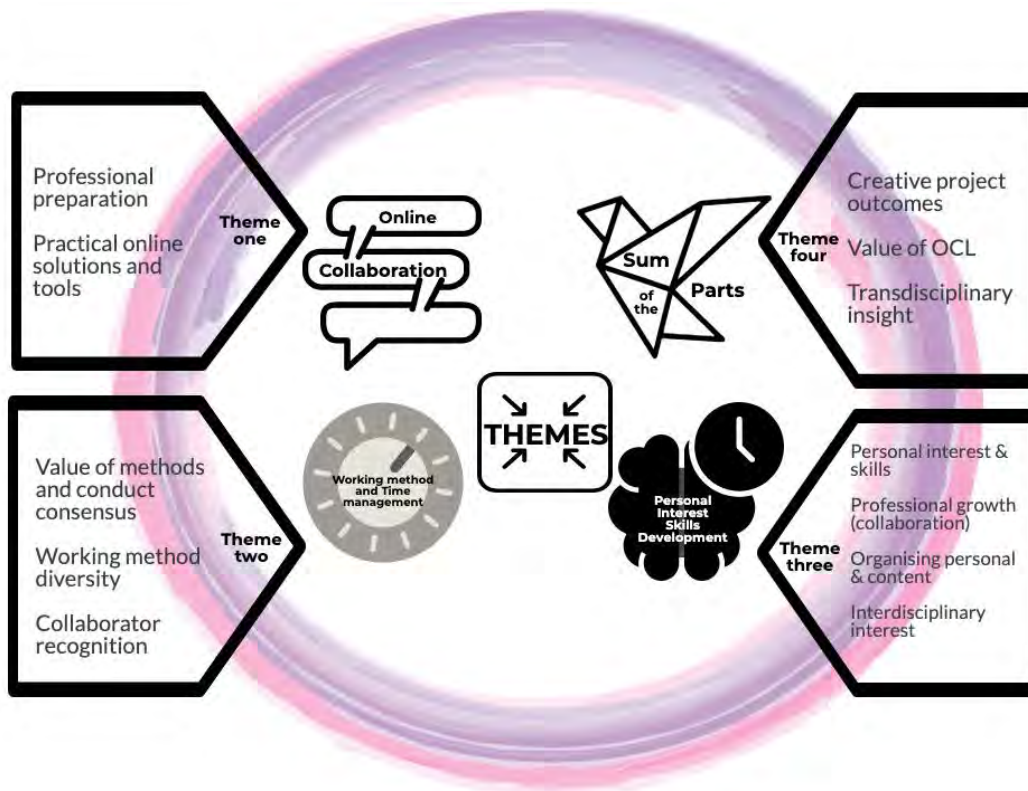 Professional
preparation
Practical online
solutions and
tools
Theme
one
Online
Collaboration
Sum
of
the
Parts
Theme
four
Creative project
outcomes
Value of OCL
Transdisciplinary
insight
THEMES
Value of methods
and conduct
consensus
Working method
diversity
Collaborator
recognition
Theme
two
Working method
and Time
management
Personal
Interest
Skills
Development
Theme
three
Personal interest &
skills
Professional growth
(collaboration)
Organising personal
& content
Interdisciplinary
interest